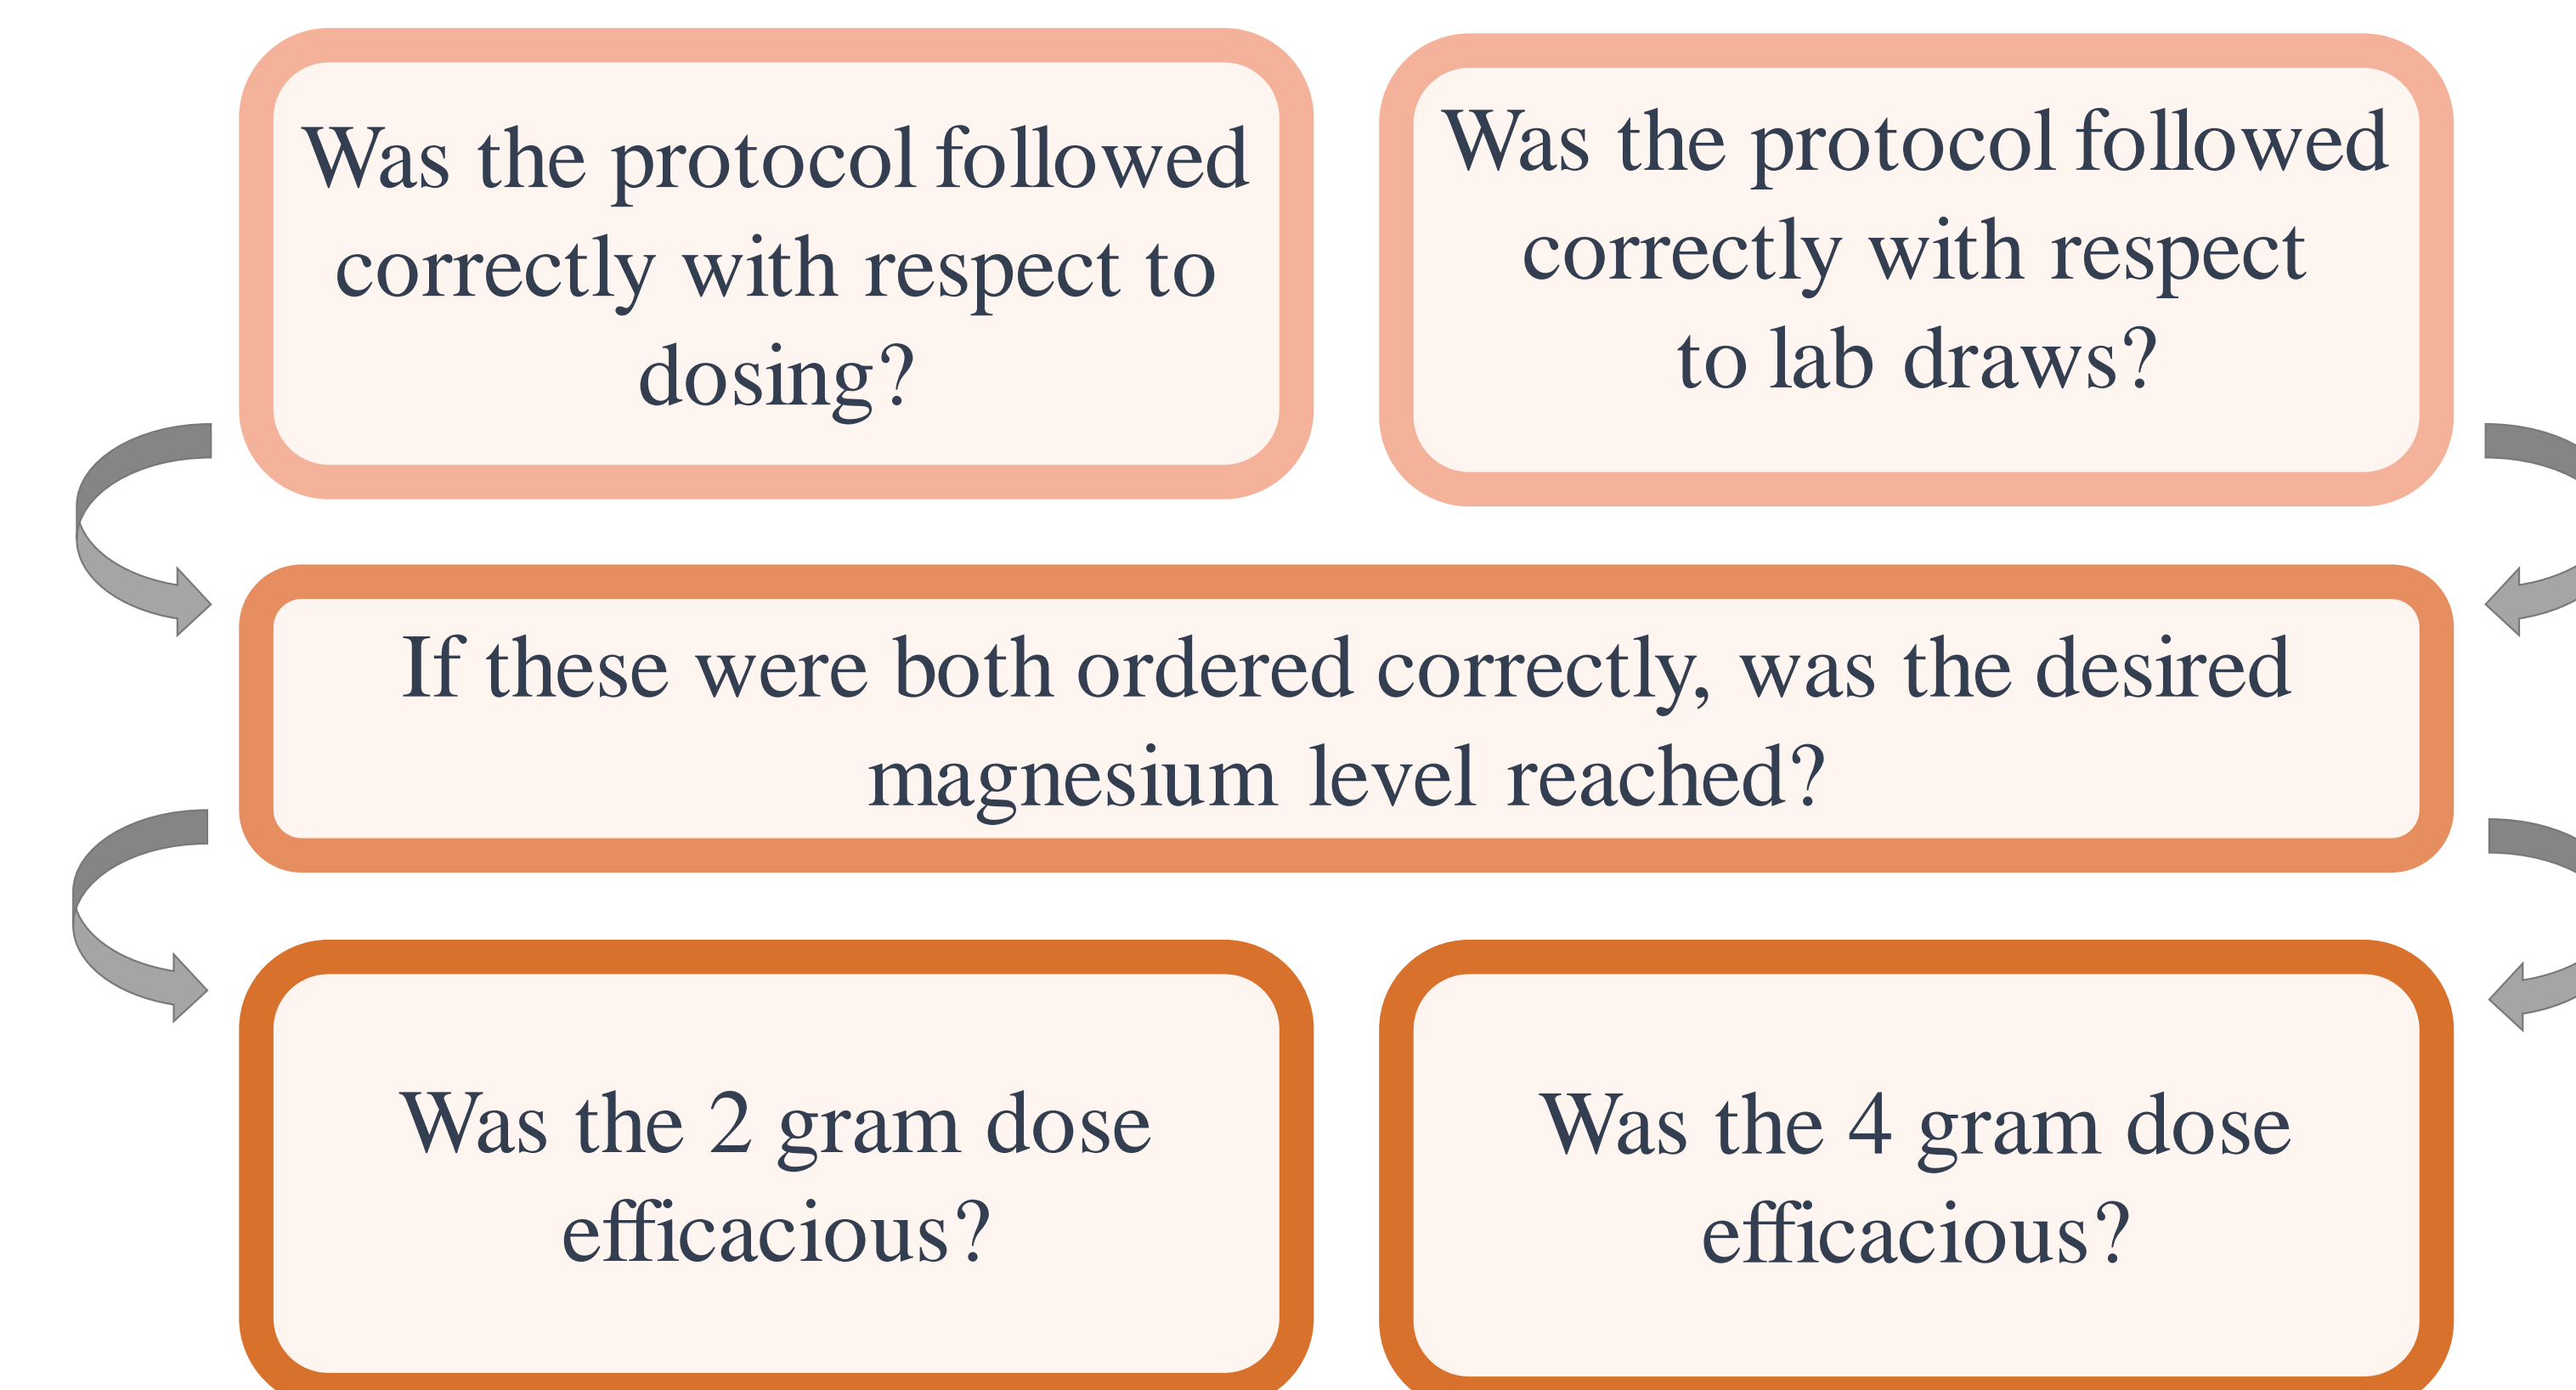 Was the protocol followed
correctly with respect to
dosing?
Was the protocol followed
correctly with respect
to lab draws?
If these were both ordered correctly, was the desired
magnesium level reached?
Was the 2 gram dose
efficacious?
Was the 4 gram dose
efficacious?